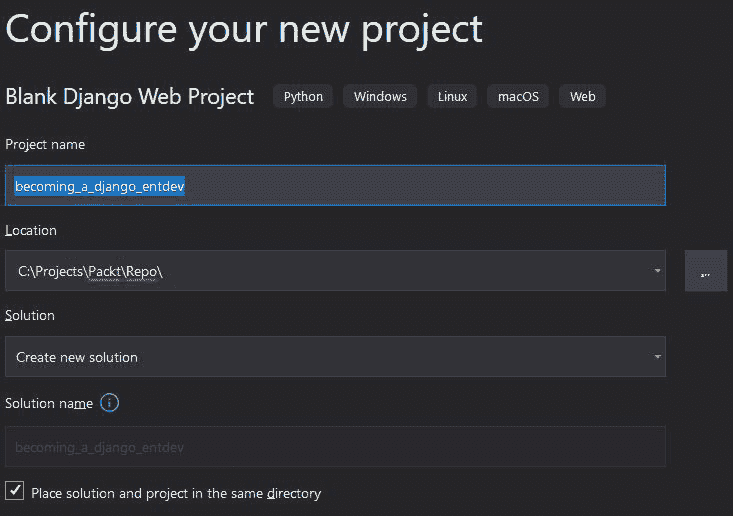 Configure your new project
Blank Django Web Project Python Windows Linux macOS Web
Project name
becoming_a_django_entdev
Location
C:\Projects\Packt\Repo\
...
Solution
Create new solution
Solution name
becoming_a_django_entdev
Place solution and project in the same directory